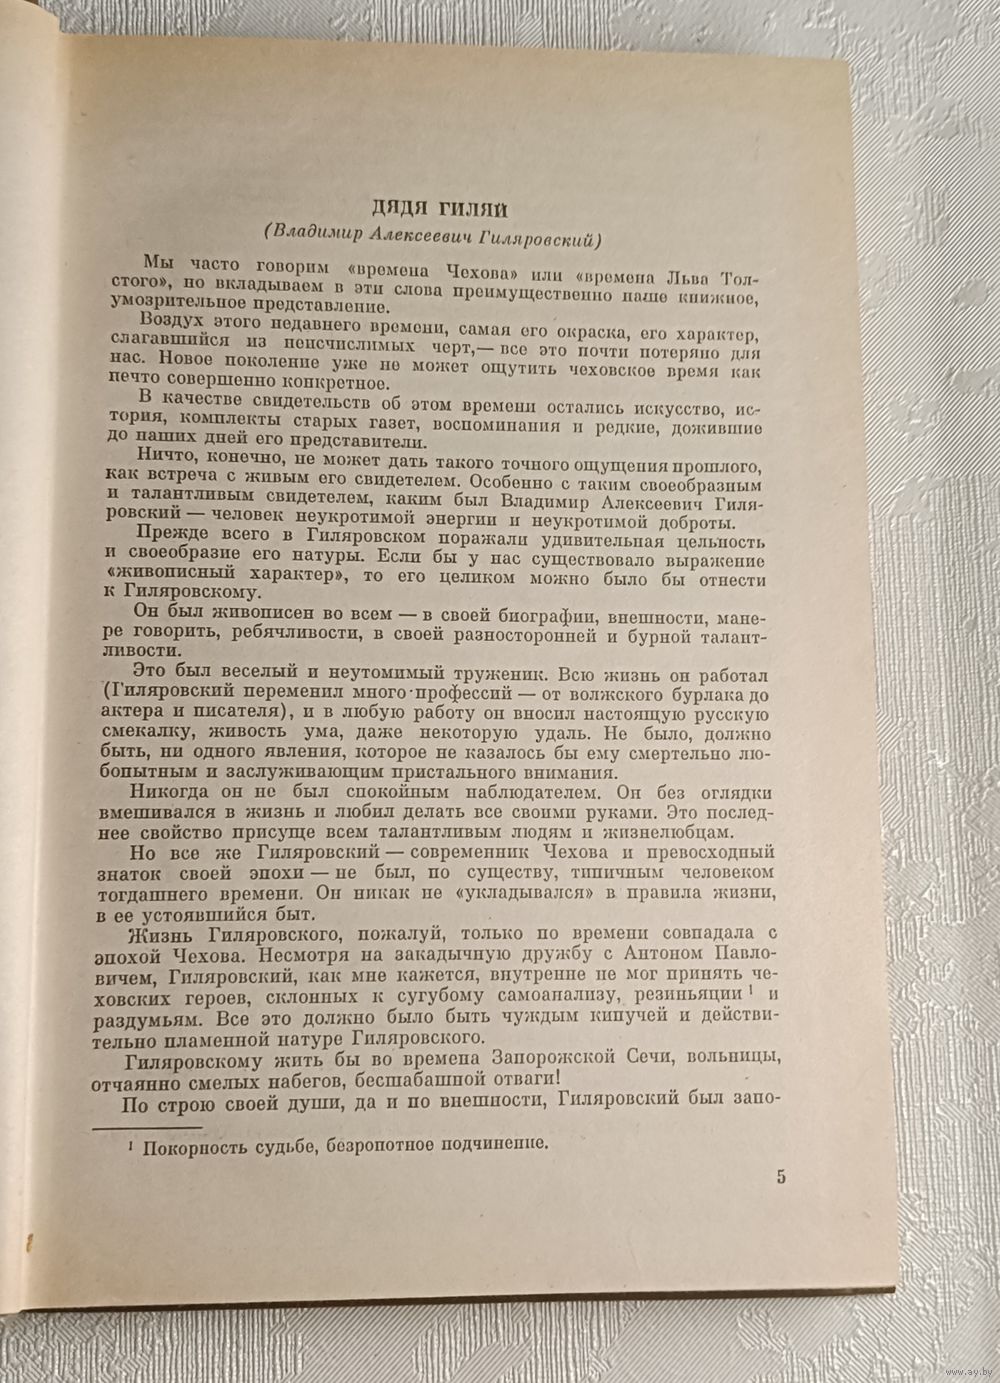 ДЯДЯ ГИЛЯЙ
(Владимир Алексеевич Гиляровский)
Мы часто говорим «времена Чехова» или «времена Льва Тол-
стого», но вкладываем в эти слова преимущественно наше книжное,
умозрительное представление.
Воздух этого недавнего времени, самая его окраска, его характер,
слагавшийся из неисчислимых черт,— все это почти потеряно для
нас. Новое поколение уже не может ощутить чеховское время как
нечто совершенно конкретное.
В качестве свидетельств об этом времени остались искусство, ис-
тория, комплекты старых газет, воспоминания и редкие, дожившие
до наших дней его представители.
Ничто, конечно, не может дать такого точного ощущения прошлого,
как встреча с живым его свидетелем. Особенно с таким своеобразным
и талантливым свидетелем, каким был Владимир Алексеевич Гиля-
ровский — человек неукротимой энергии и неукротимой доброты.
Прежде всего в Гиляровском поражали удивительная цельность
и своеобразие его натуры. Если бы у нас существовало выражение
«живописный характер», то его целиком можно было бы отнести
к Гиляровскому.
Он был живописен во всем — в своей биографии, внешности, мане-
ре говорить, ребячливости, в своей разносторонней и бурной талант-
ливости.
Это был веселый и неутомимый труженик. Всю жизнь он работал
(Гиляровский переменил много профессий — от волжского бурлака до
актера и писателя), и в любую работу он вносил настоящую русскую
смекалку, живость ума, даже некоторую удаль. Не было, должно
быть, ни одного явления, которое не казалось бы ему смертельно лю-
бопытным и заслуживающим пристального внимания.
Никогда он не был спокойным наблюдателем. Он без оглядки
вмешивался в жизнь и любил делать все своими руками. Это послед-
нее свойство присуще всем талантливым людям и жизнелюбцам.
Но все же Гиляровский — современник Чехова и превосходный
знаток своей эпохи — не был, по существу, типичным человеком
тогдашнего времени. Он никак не «укладывался» в правила жизни,
в ее устоявшийся быт.
Жизнь Гиляровского, пожалуй, только по времени совпадала с
эпохой Чехова. Несмотря на закадычную дружбу с Антоном Павло-
вичем, Гиляровский, как мне кажется, внутренне не мог принять че-
ховских героев, склонных к сугубому самоанализу, резиньяции ¹ и
раздумьям. Все это должно было быть чуждым кипучей и действи-
тельно пламенной натуре Гиляровского.
Гиляровскому жить бы во времена Запорожской Сечи, вольницы,
отчаянно смелых набегов, бесшабашной отваги!
По строю своей души, да и по внешности, Гиляровский был запо-
¹ Покорность судьбе, безропотное подчинение.
5
www.ay.by